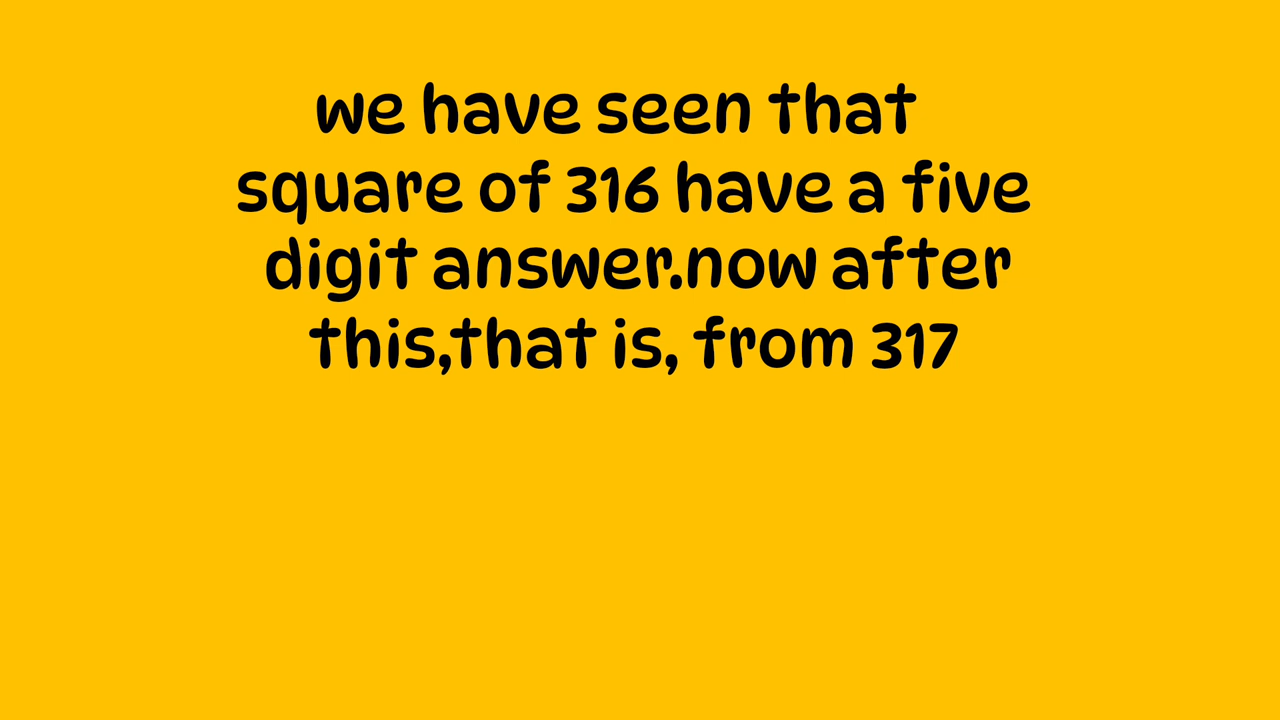 we have seen that
square of 316 have a five
digit answer.now after
this,that is, from 317